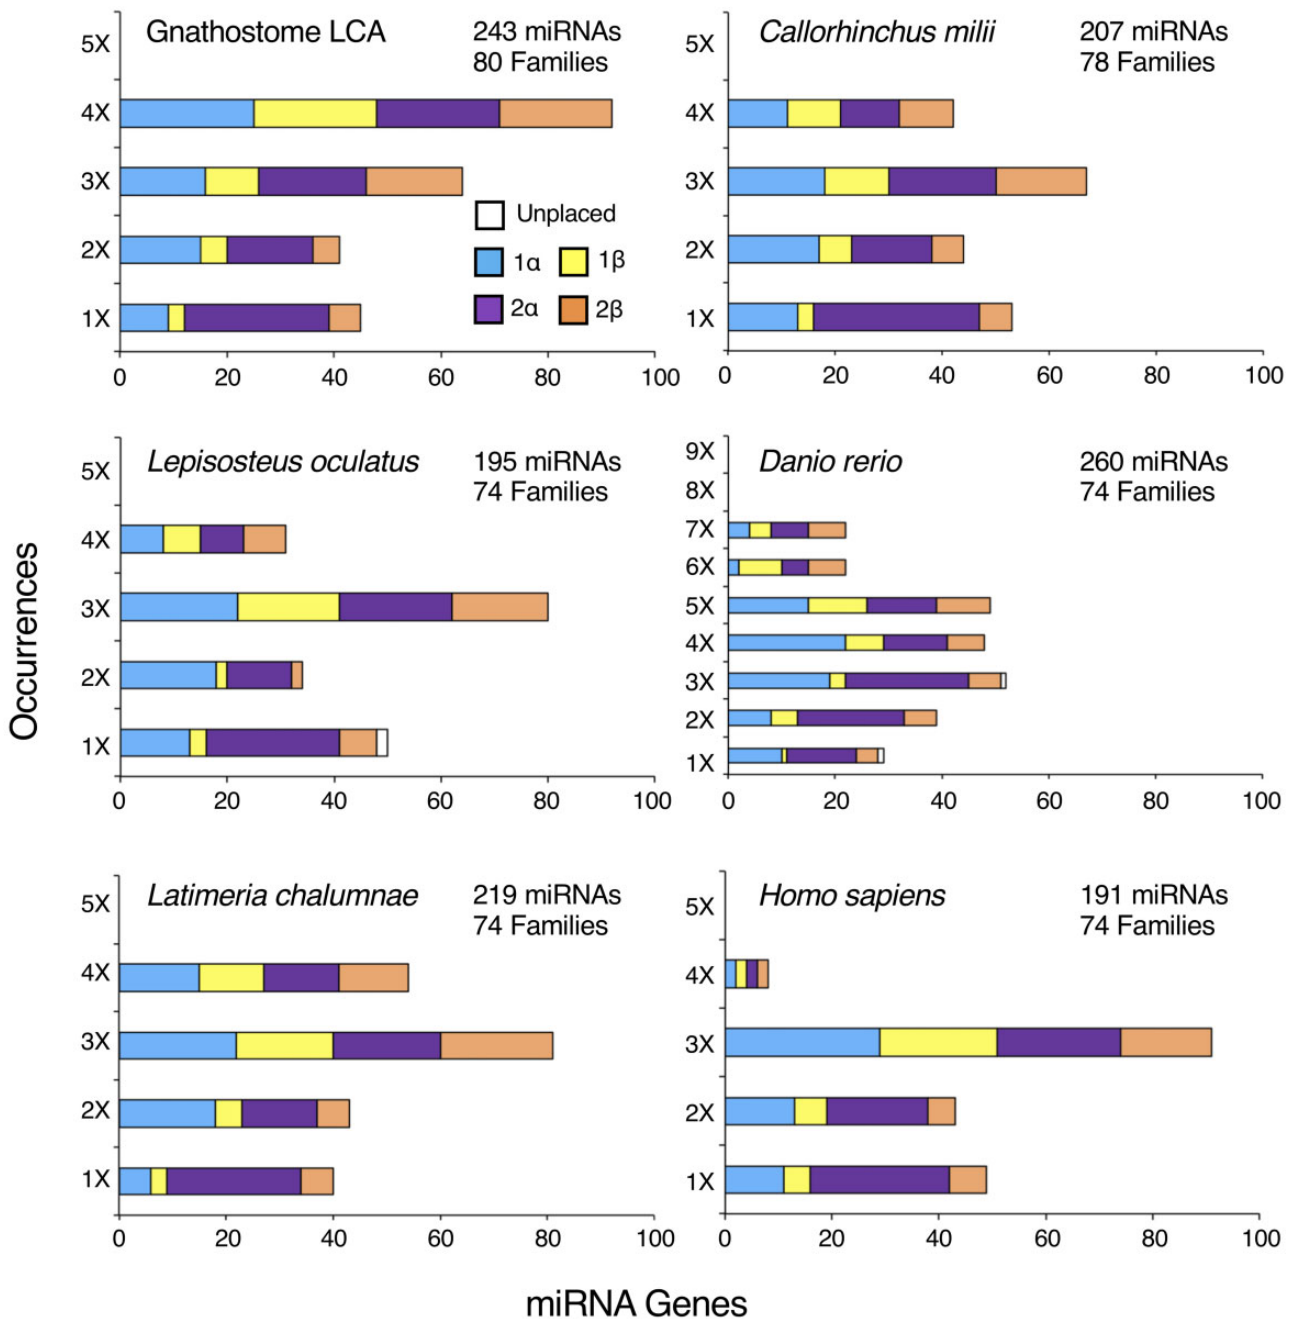 Gnathostome LCA
243 miRNAs
80 Families
5X
4X
3X
2X
1X
Unplaced
1α
1β
2α
2β
0 20 40 60 80 100
Callorhinchus milii
207 miRNAs
78 Families
5X
4X
3X
2X
1X
0 20 40 60 80 100
Occurrences
Lepisosteus oculatus
195 miRNAs
74 Families
5X
4X
3X
2X
1X
0 20 40 60 80 100
Danio rerio
260 miRNAs
74 Families
9X
8X
7X
6X
5X
4X
3X
2X
1X
0 20 40 60 80 100
Latimeria chalumnae
219 miRNAs
74 Families
5X
4X
3X
2X
1X
0 20 40 60 80 100
Homo sapiens
191 miRNAs
74 Families
5X
4X
3X
2X
1X
0 20 40 60 80 100
miRNA Genes